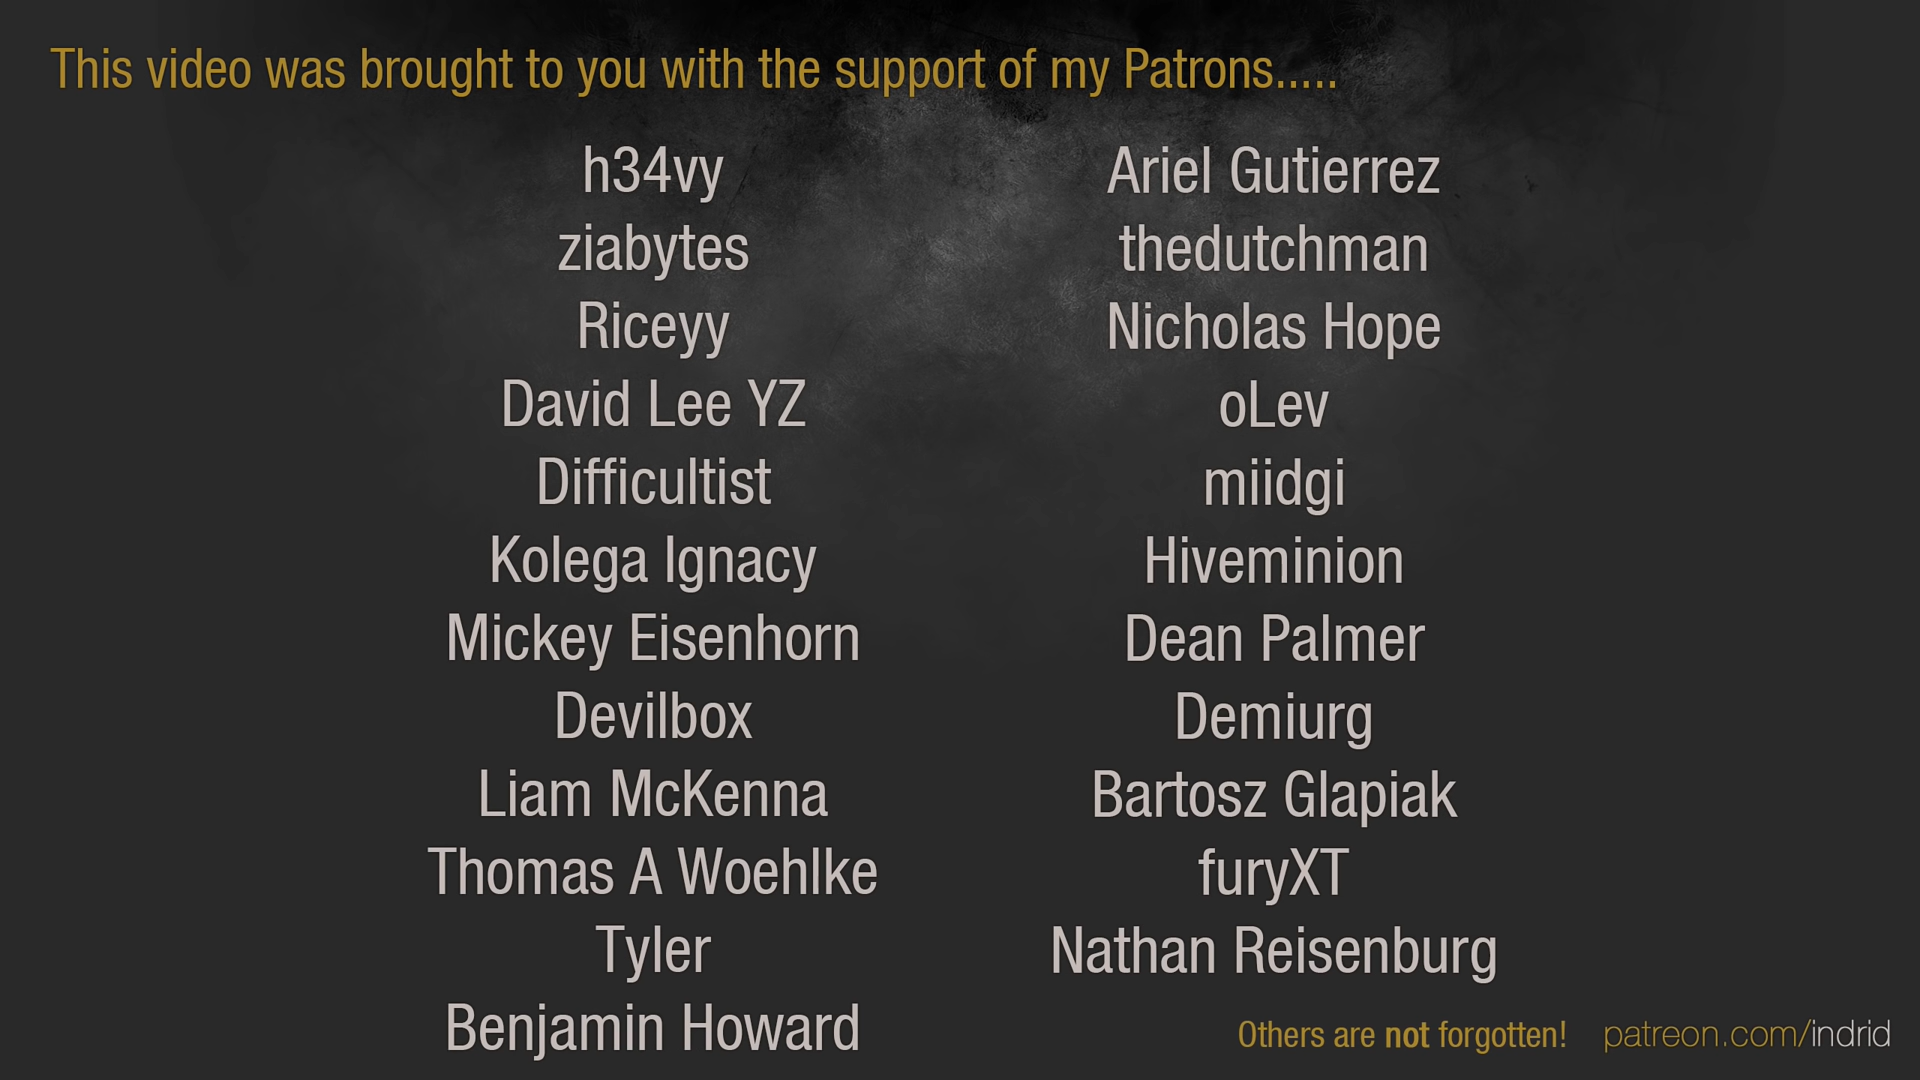 This video was brought to you with the support of my Patrons.....
h34vy
ziabytes
Riceyy
David Lee YZ
Difficultist
Kolega Ignacy
Mickey Eisenhorn
Devilbox
Liam McKenna
Thomas A Woehlke
Tyler
Benjamin Howard
Ariel Gutierrez
thedutchman
Nicholas Hope
oLev
miidgi
Hiveminion
Dean Palmer
Demiurg
Bartosz Glapiak
furyXT
Nathan Reisenburg
Others are not forgotten! patreon.com/indrid